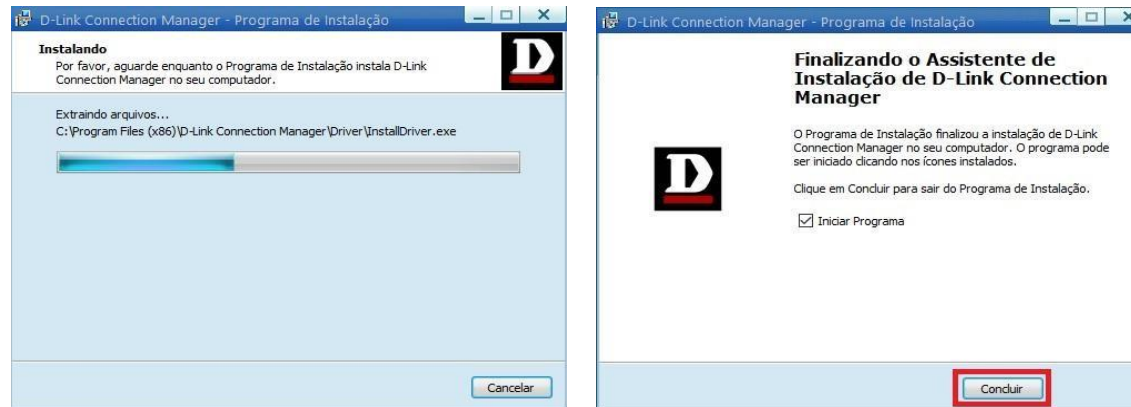 D-Link Connection Manager - Programa de Instalação
Instalando
Por favor, aguarde enquanto o Programa de Instalação instala D-Link
Connection Manager no seu computador.
D
Extraindo arquivos...
C:\Program Files (x86)\D-Link Connection Manager\Driver\InstallDriver.exe
Cancelar
D-Link Connection Manager - Programa de Instalação
Finalizando o Assistente de
Instalação de D-Link Connection
Manager
O Programa de Instalação finalizou a instalação de D-Link
Connection Manager no seu computador. O programa pode
ser iniciado clicando nos ícones instalados.
D
Clique em Concluir para sair do Programa de Instalação.
Iniciar Programa
Concluir